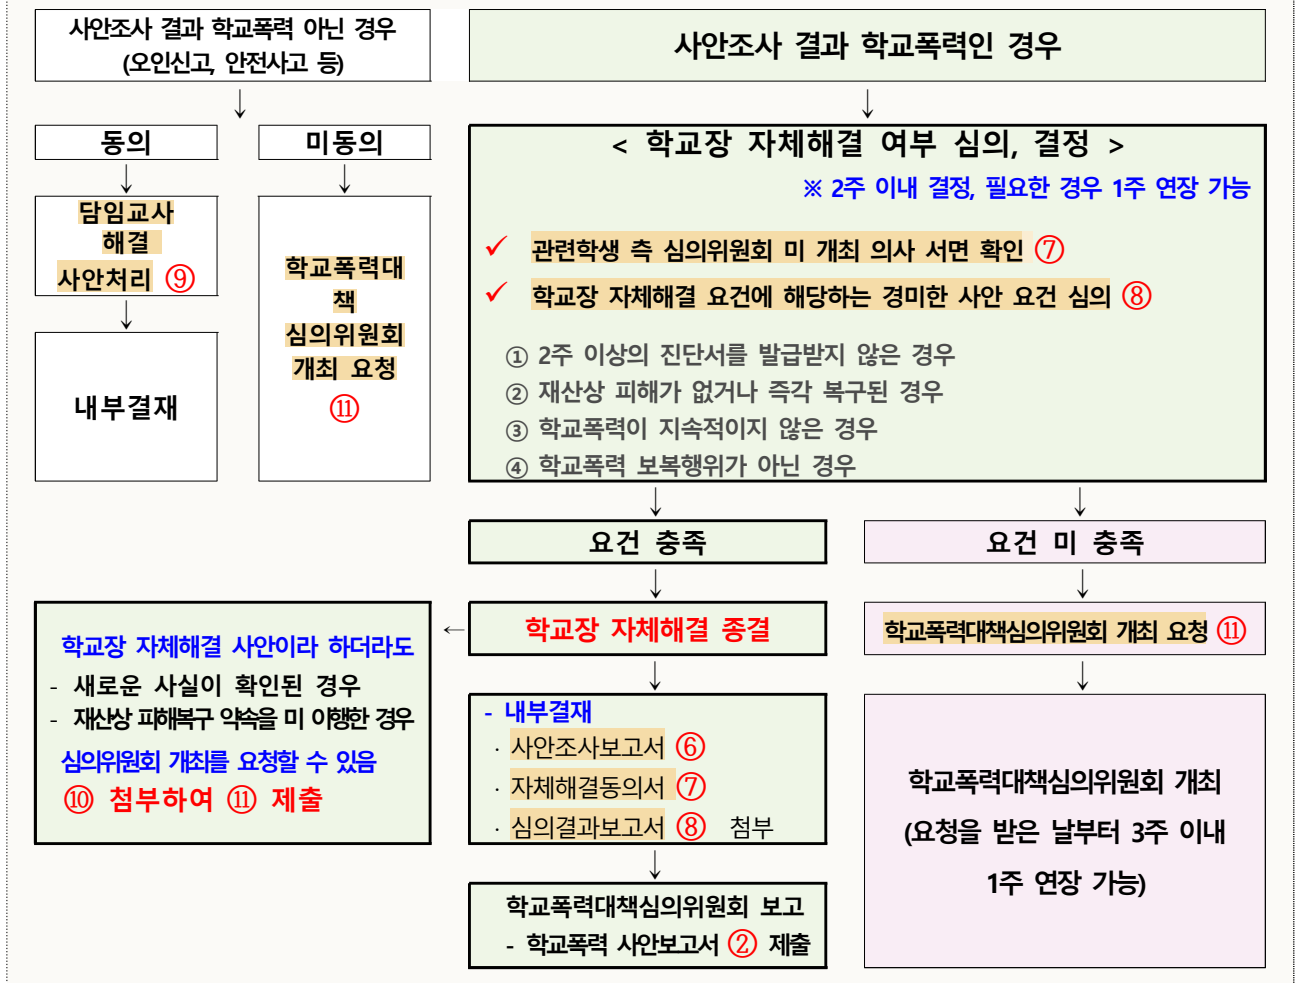 사안조사 결과 학교폭력 아닌 경우
(오인신고, 안전사고 등)
사안조사 결과 학교폭력인 경우
동의
미동의
담임교사
해결
사안처리 ⑨
내부결재
학교폭력대
책
심의위원회
개최 요청
⑪
< 학교장 자체해결 여부 심의, 결정 >
※ 2주 이내 결정, 필요한 경우 1주 연장 가능
✓ 관련학생 측 심의위원회 미 개최 의사 서면 확인 ⑦
✓ 학교장 자체해결 요건에 해당하는 경미한 사안 요건 심의 ⑧
① 2주 이상의 진단서를 발급받지 않은 경우
② 재산상 피해가 없거나 즉각 복구된 경우
③ 학교폭력이 지속적이지 않은 경우
④ 학교폭력 보복행위가 아닌 경우
요건 충족
요건 미 충족
학교장 자체해결 사안이라 하더라도
- 새로운 사실이 확인된 경우
- 재산상 피해복구 약속을 미 이행한 경우
심의위원회 개최를 요청할 수 있음
⑩ 첨부하여 ⑪ 제출
학교장 자체해결 종결
- 내부결재
· 사안조사보고서 ⑥
· 자체해결동의서 ⑦
· 심의결과보고서 ⑧ 첨부
학교폭력대책심의위원회 보고
- 학교폭력 사안보고서 ② 제출
학교폭력대책심의위원회 개최 요청 ⑪
학교폭력대책심의위원회 개최
(요청을 받은 날부터 3주 이내
1주 연장 가능)